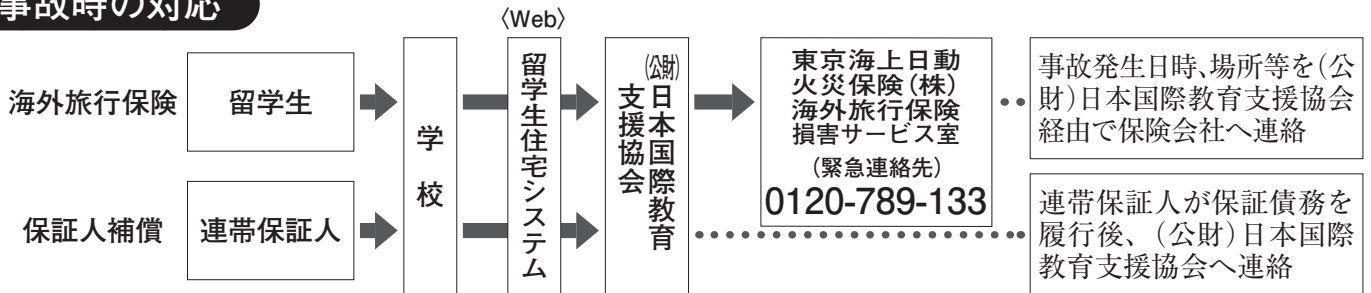 事故時の対応
〈Web〉
海外旅行保険
留学生
保証人補償
連帯保証人
学校
留学生住宅システム
(公財)日本国際教育
支援協会
東京海上日動
火災保険(株)
海外旅行保険
損害サービス室
(緊急連絡先)
0120-789-133
事故発生日時、場所等を(公
財)日本国際教育支援協会
経由で保険会社へ連絡
連帯保証人が保証債務を
履行後、(公財)日本国際
教育支援協会へ連絡